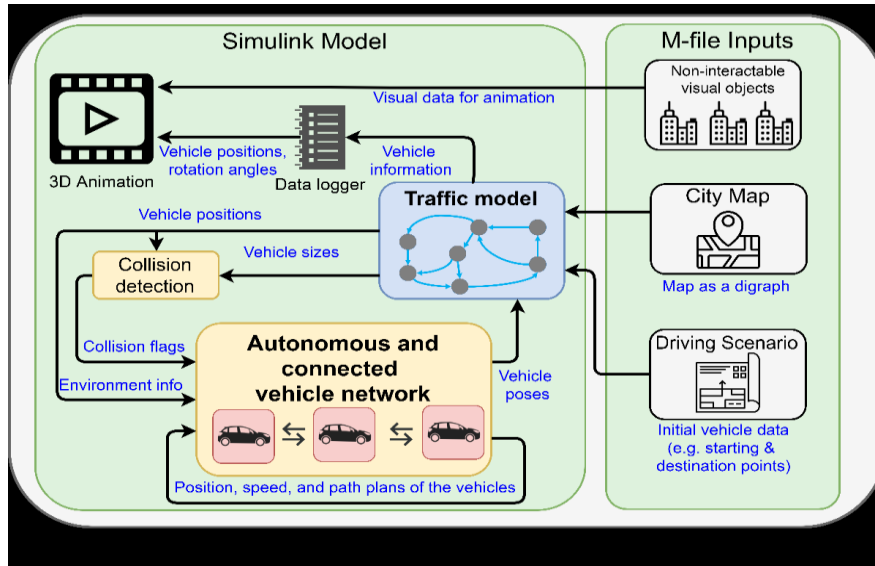 Simulink Model
M-file Inputs
Non-interactable
visual objects
Visual data for animation
3D Animation
Vehicle positions,
rotation angles
Data logger
Vehicle
information
Traffic model
City Map
Map as a digraph
Vehicle positions
Vehicle sizes
Collision
detection
Collision flags
Environment info
Autonomous and
connected
vehicle network
Vehicle
poses
Driving Scenario
Initial vehicle data
(e.g. starting &
destination points)
Position, speed, and path plans of the vehicles